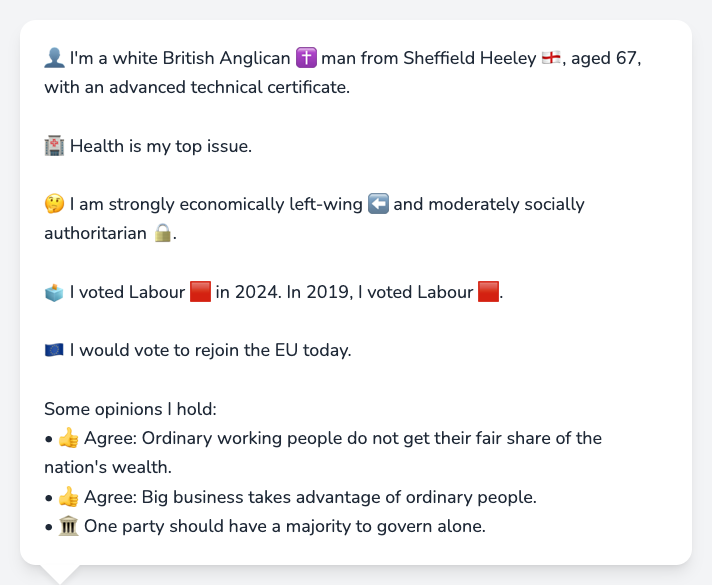 👤 I'm a white British Anglican ✝️ man from Sheffield Heeley 🏴󠁧󠁢󠁥󠁮󠁧󠁿, aged 67,
with an advanced technical certificate.
🏥 Health is my top issue.
🤔 I am strongly economically left-wing ⬅️ and moderately socially
authoritarian 🔒.
🗳️ I voted Labour 🟥 in 2024. In 2019, I voted Labour 🟥.
🇪🇺 I would vote to rejoin the EU today.
Some opinions I hold:
• 👍 Agree: Ordinary working people do not get their fair share of the
nation's wealth.
• 👍 Agree: Big business takes advantage of ordinary people.
• 🏛️ One party should have a majority to govern alone.